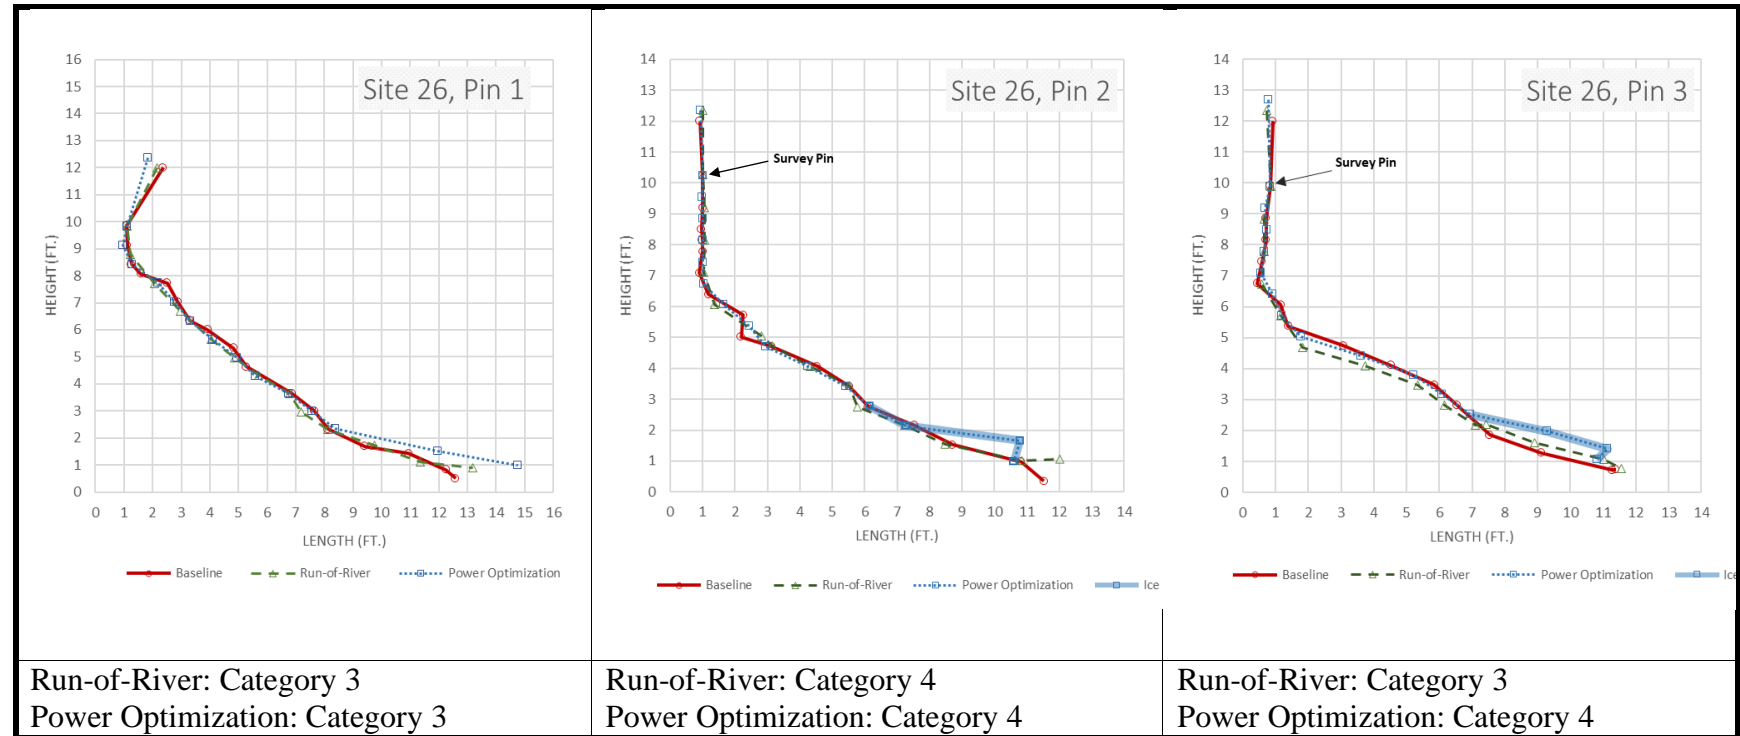 Site 26, Pin 1
16
15
14
13
12
11
10
9
8
7
6
5
4
3
2
1
0
HEIGHT (FT.)
0 1 2 3 4 5 6 7 8 9 10 11 12 13 14 15 16
LENGTH (FT.)
Baseline Run-of-River Power Optimization
Site 26, Pin 2
14
13
12
11
10
9
8
7
6
5
4
3
2
1
0
HEIGHT (FT.)
Survey Pin
0 1 2 3 4 5 6 7 8 9 10 11 12 13 14
LENGTH (FT.)
Baseline Run-of-River Power Optimization Ice
Site 26, Pin 3
14
13
12
11
10
9
8
7
6
5
4
3
2
1
0
HEIGHT (FT.)
Survey Pin
0 1 2 3 4 5 6 7 8 9 10 11 12 13 14
LENGTH (FT.)
Baseline Run-of-River Power Optimization Ice
Run-of-River: Category 3
Power Optimization: Category 3
Run-of-River: Category 4
Power Optimization: Category 4
Run-of-River: Category 3
Power Optimization: Category 4